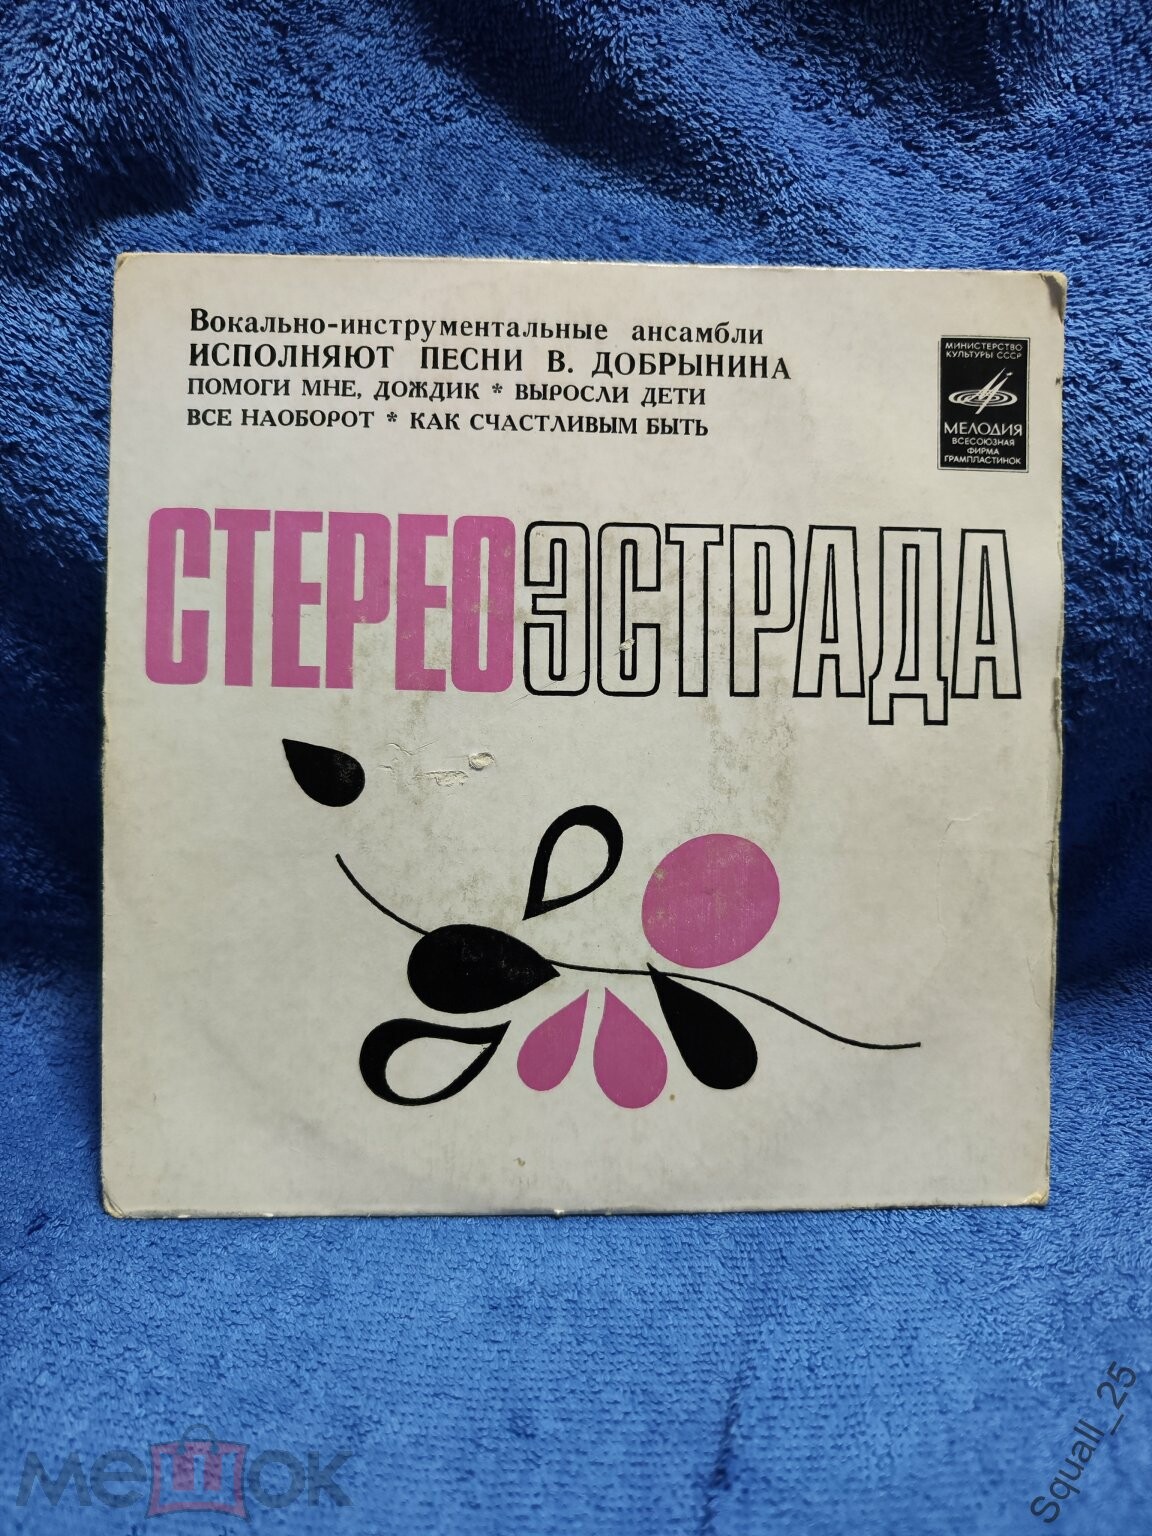 Вокально-инструментальные ансамбли
ИСПОЛНЯЮТ ПЕСНИ В. ДОБРЫНИНА
ПОМОГИ МНЕ, ДОЖДИК * ВЫРОСЛИ ДЕТИ
ВСЕ НАОБОРОТ * КАК СЧАСТЛИВЫМ БЫТЬ
МИНИСТЕРСТВО
КУЛЬТУРЫ СССР
МЕЛОДИЯ
ВСЕСОЮЗНАЯ
ФИРМА
ГРАМПЛАСТИНОК
СТЕРЕОЭСТРАДА
мешок
Squall_25